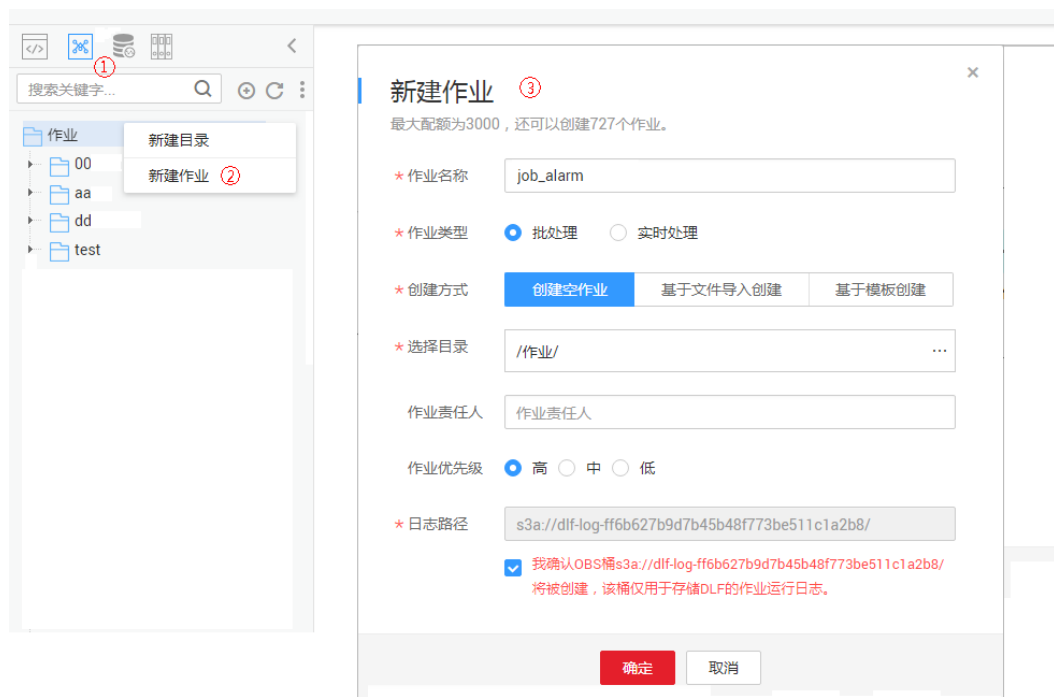 ①
搜索关键字...
作业
新建目录
新建作业 ②
00
aa
dd
test
新建作业 ③
最大配额为3000，还可以创建727个作业。
* 作业名称 job_alarm
* 作业类型 批处理 实时处理
* 创建方式 创建空作业 基于文件导入创建 基于模板创建
* 选择目录 /作业/ ...
作业责任人 作业责任人
作业优先级 高 中 低
* 日志路径 s3a://dlf-log-ff6b627b9d7b45b48f773be511c1a2b8/
我确认OBS桶s3a://dlf-log-ff6b627b9d7b45b48f773be511c1a2b8/
将被创建，该桶仅用于存储DLF的作业运行日志。
确定 取消